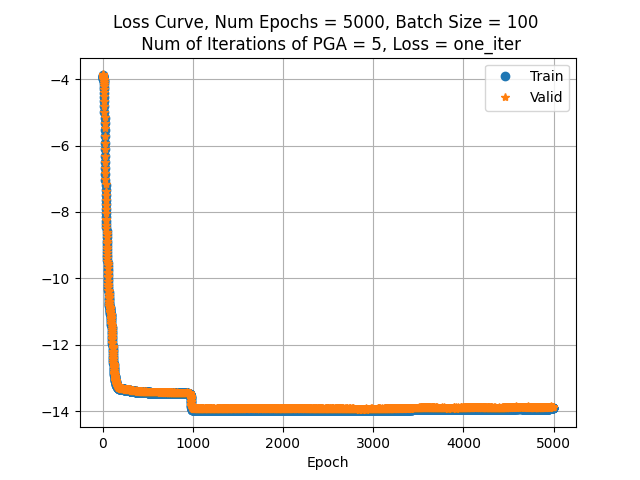 Loss Curve, Num Epochs = 5000, Batch Size = 100
Num of Iterations of PGA = 5, Loss = one_iter
Train
Valid
−4
−6
−8
−10
−12
−14
0 1000 2000 3000 4000 5000
Epoch